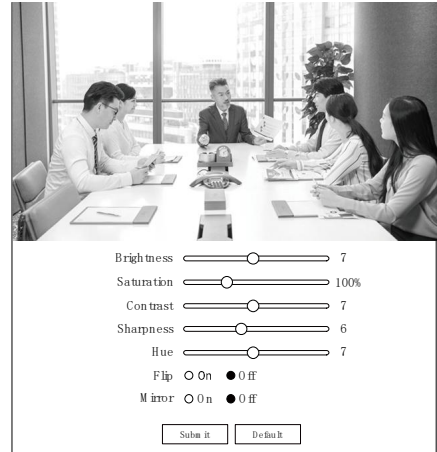 Brightness 7
Saturation 100%
Contrast 7
Sharpness 6
Hue 7
Flip On Off
Mirror On Off
Submit Default